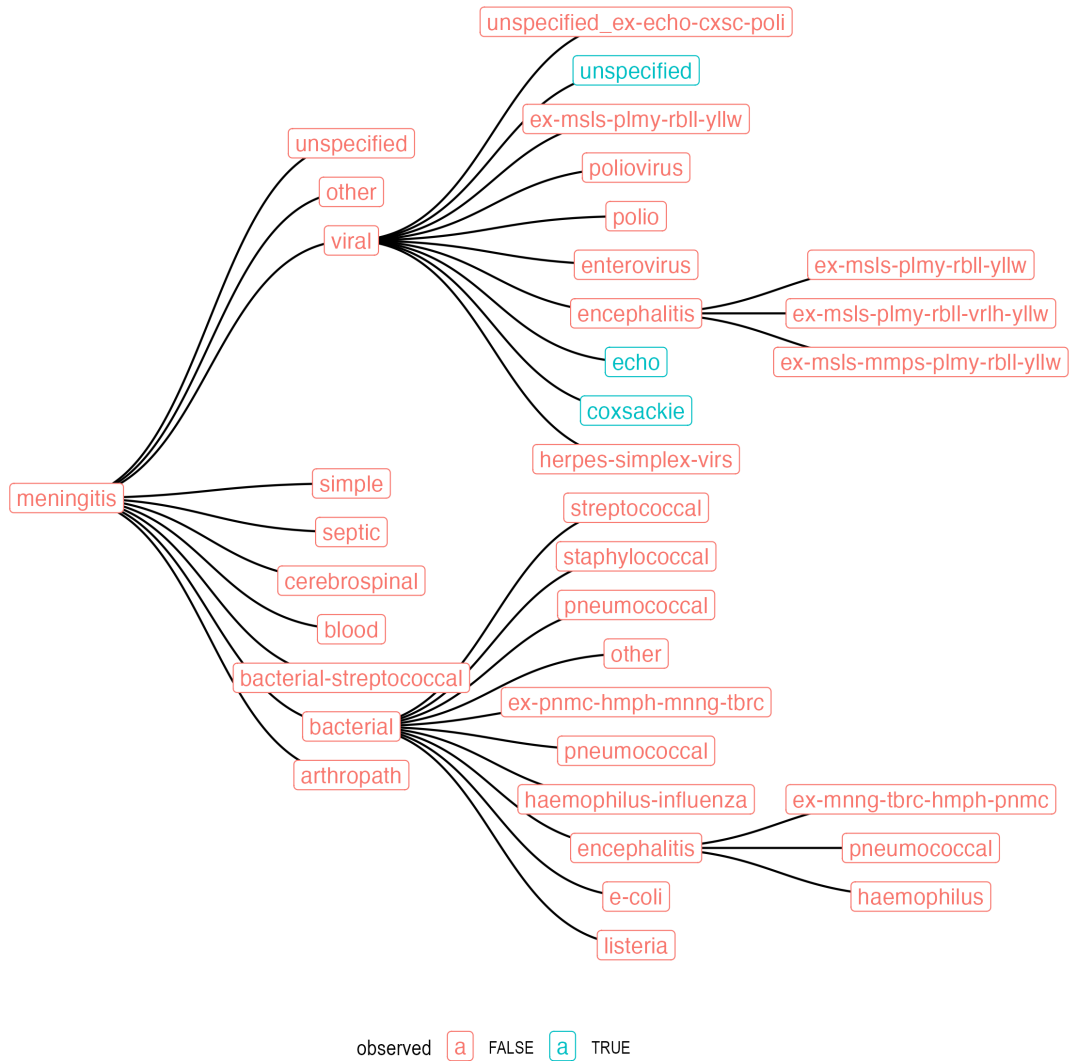 unspecified_ex-echo-cxsc-poli
unspecified
ex-msls-plmy-rbll-yllw
unspecified
poliovirus
other
polio
viral
enterovirus
ex-msls-plmy-rbll-yllw
encephalitis
ex-msls-plmy-rbll-vrlh-yllw
echo
ex-msls-mmps-plmy-rbll-yllw
coxsackie
herpes-simplex-virs
simple
meningitis
streptococcal
septic
staphylococcal
cerebrospinal
pneumococcal
blood
other
bacterial-streptococcal
ex-pnmc-hmph-mnng-tbrc
bacterial
pneumococcal
arthropath
haemophilus-influenza
ex-mnng-tbrc-hmph-pnmc
encephalitis
pneumococcal
e-coli
haemophilus
listeria
observed a FALSE a TRUE